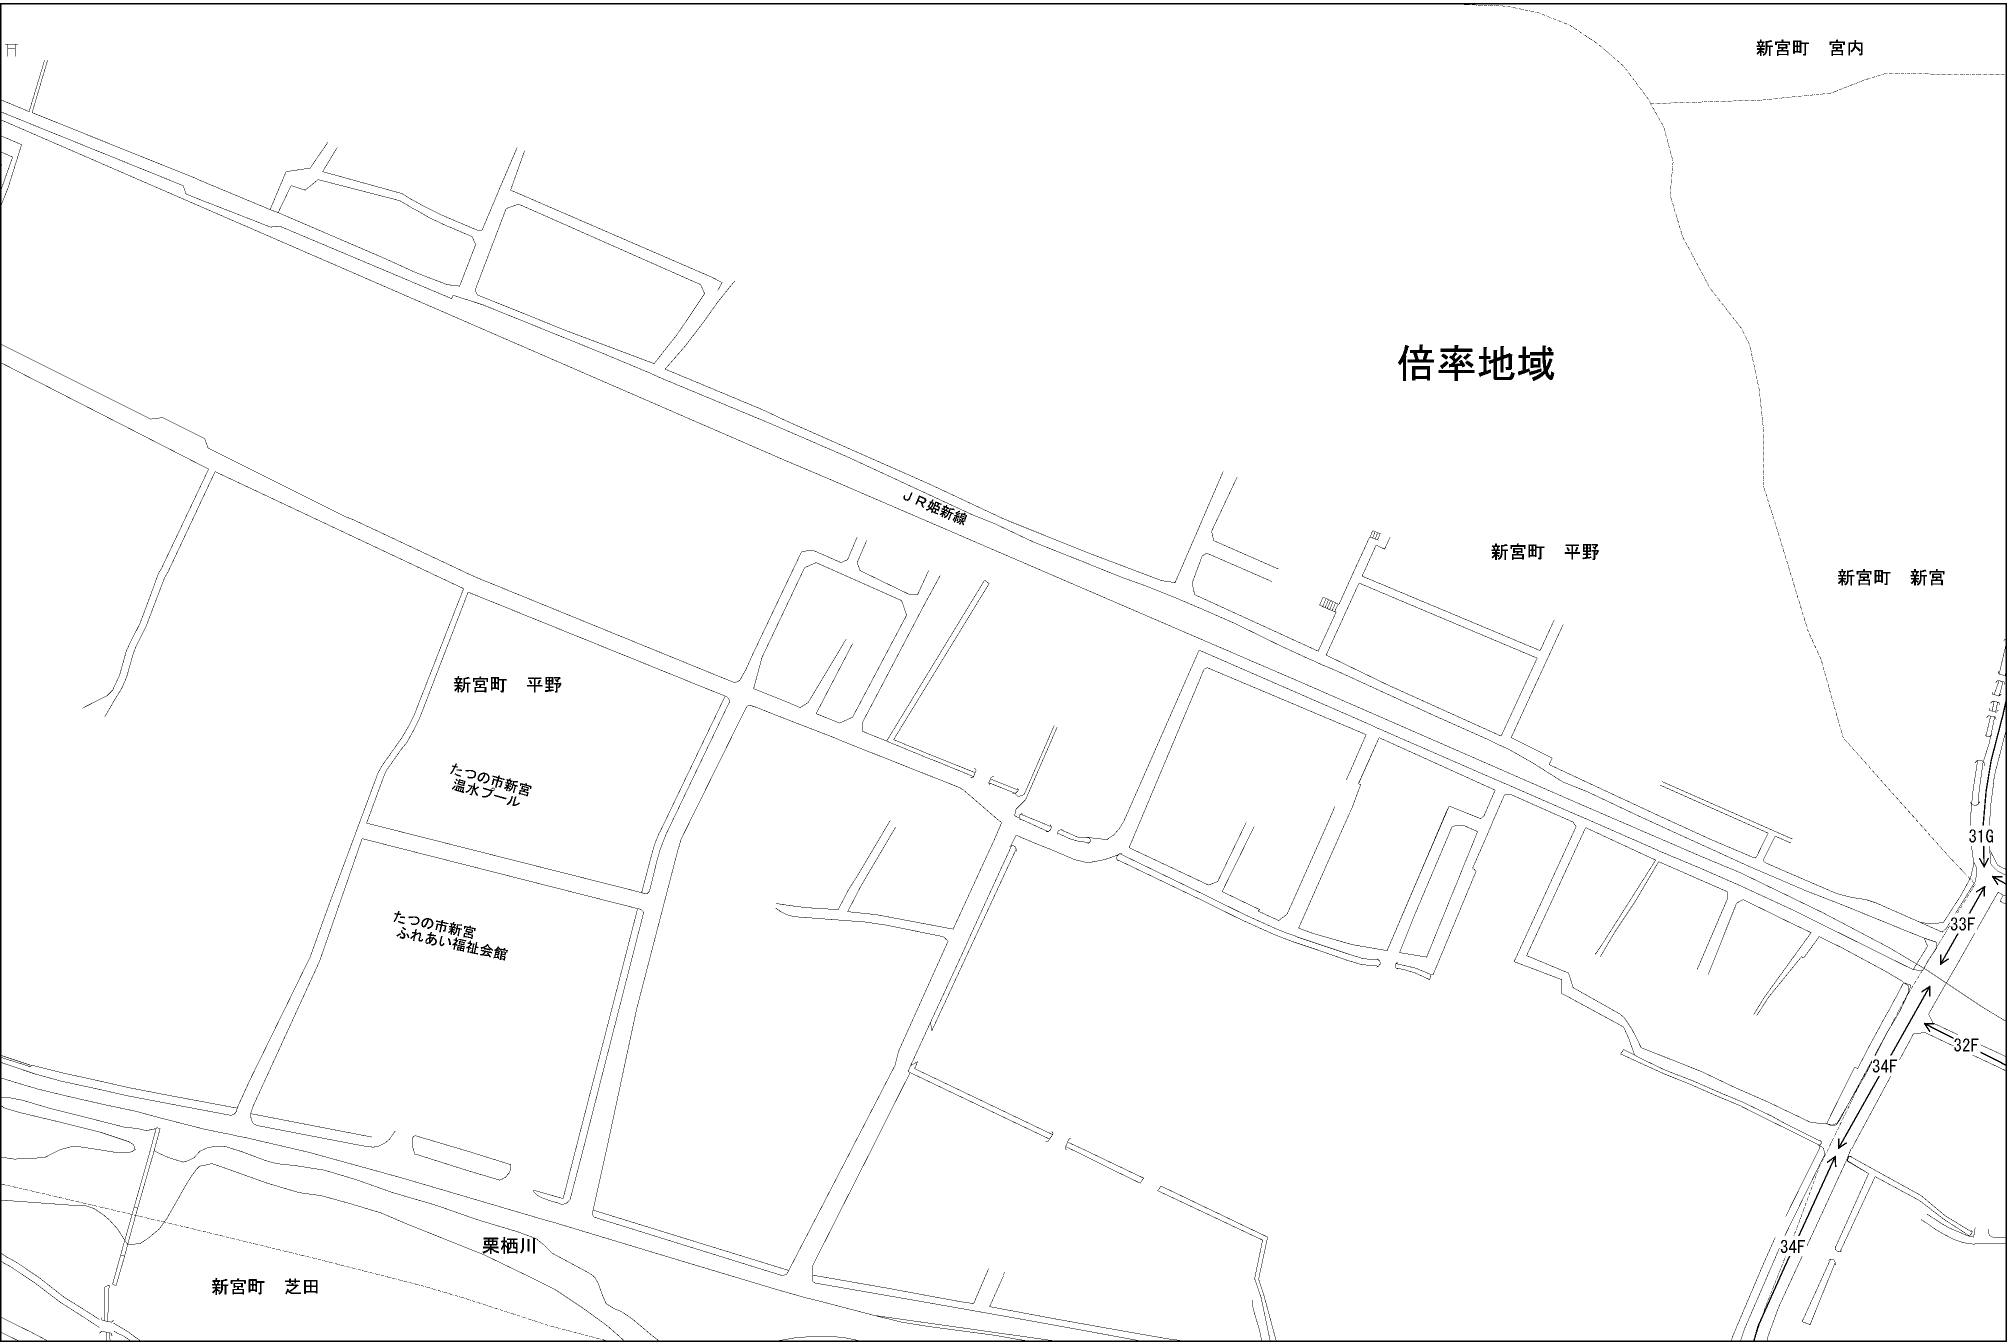 新宮町　宮内
倍率地域
ＪＲ姫新線
新宮町　平野
新宮町　新宮
新宮町　平野
たつの市新宮
温水プール
31G
たつの市新宮
ふれあい福祉会館
33F
32F
34F
34F
栗栖川
新宮町　芝田